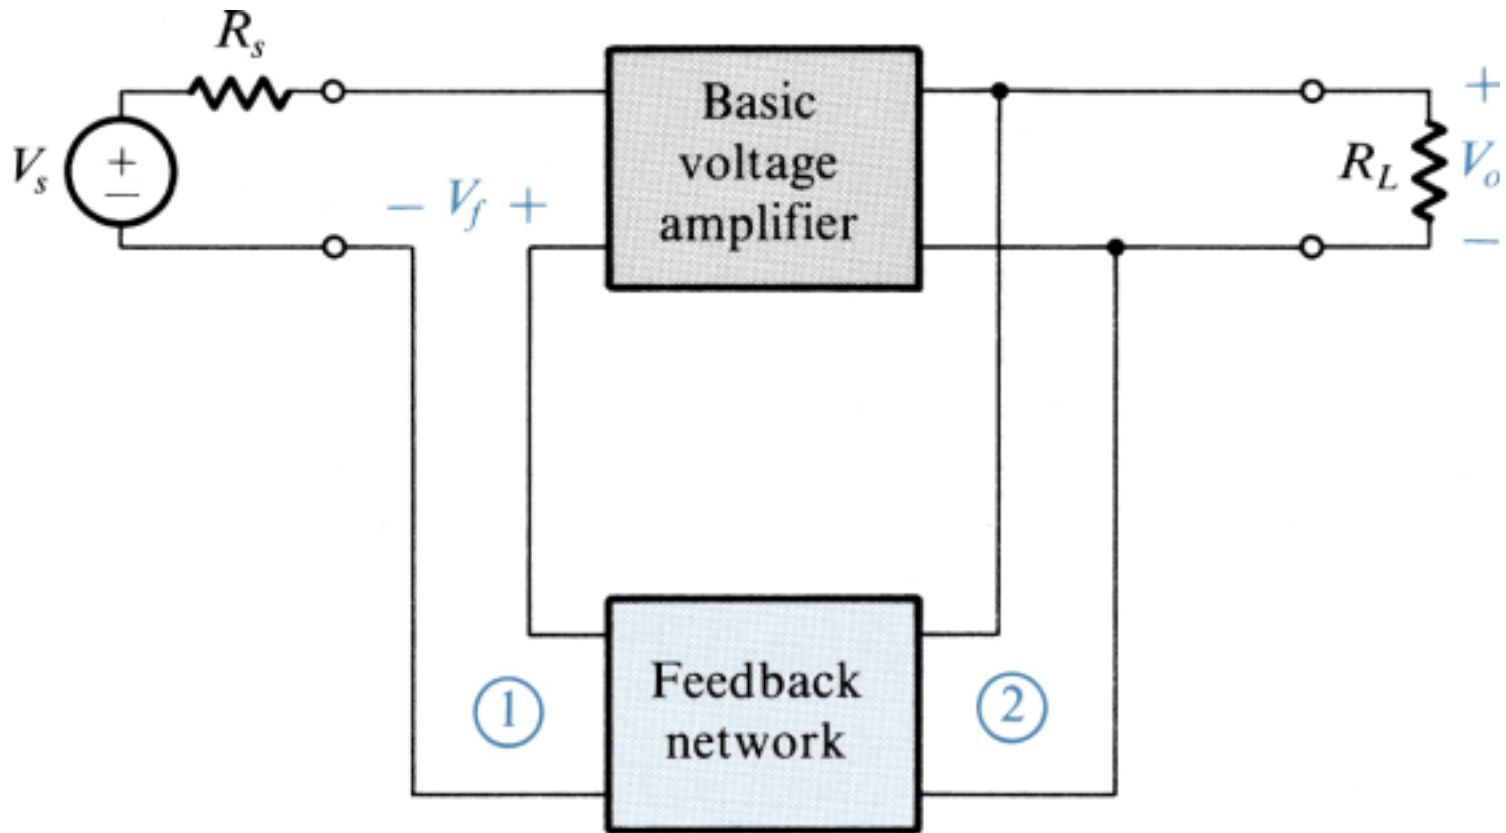 R_s
Basic
voltage
amplifier
+
R_L
V_o
−
V_s
+
−
− V_f +
Feedback
network
1
2